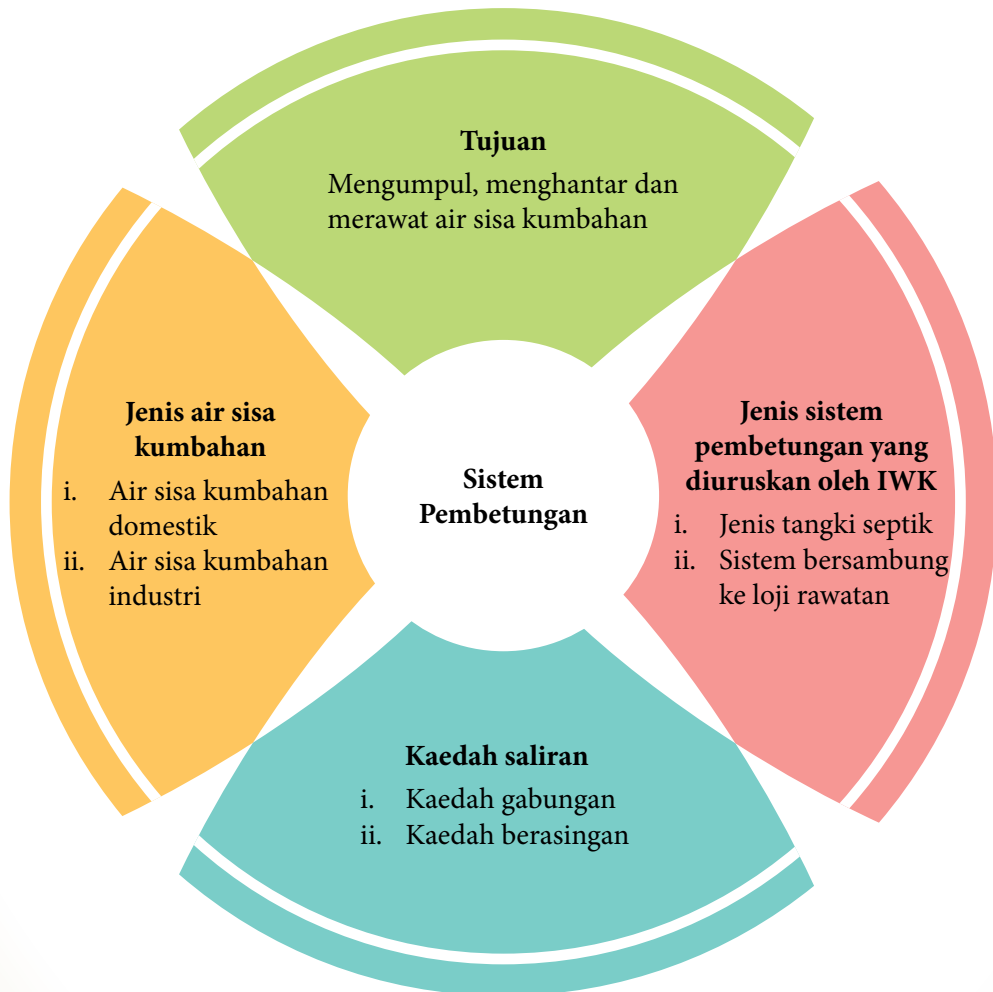 Tujuan
Mengumpul, menghantar dan
merawat air sisa kumbahan
Jenis air sisa
kumbahan
i. Air sisa kumbahan
domestik
ii. Air sisa kumbahan
industri
Sistem
Pembetungan
Jenis sistem
pembetungan yang
diuruskan oleh IWK
i. Jenis tangki septik
ii. Sistem bersambung
ke loji rawatan
Kaedah saliran
i. Kaedah gabungan
ii. Kaedah berasingan